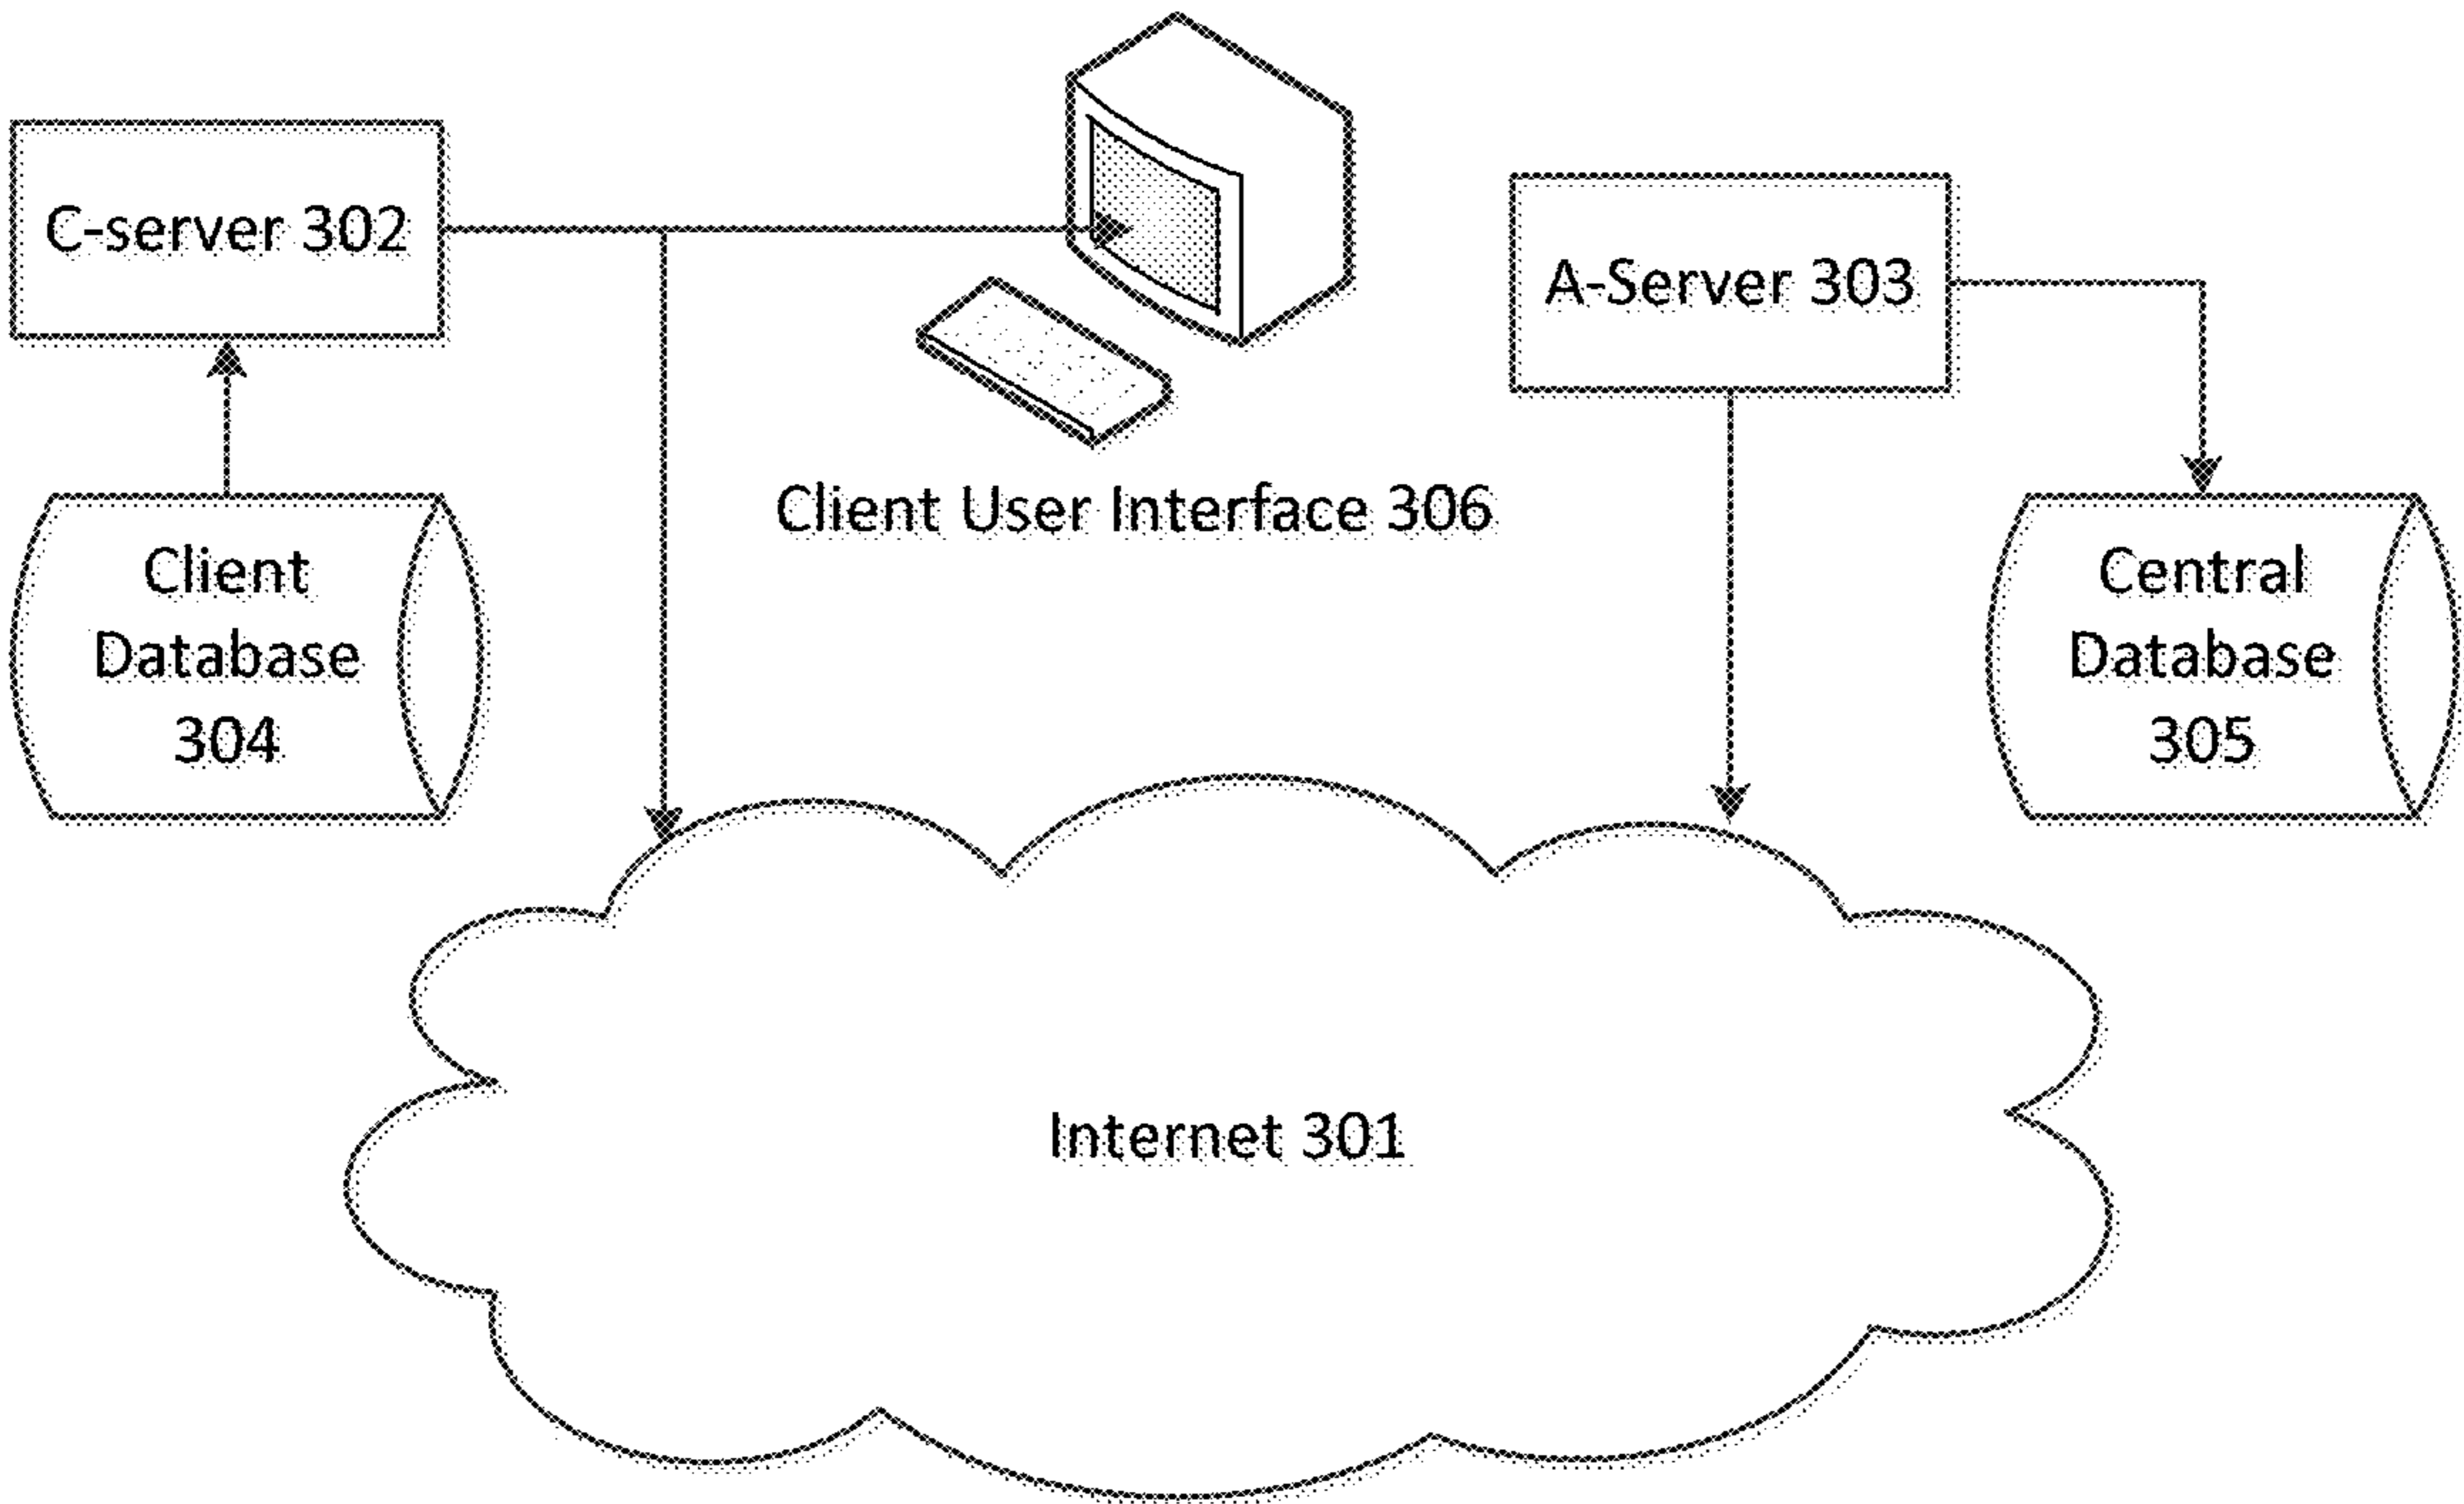 C-server 302
A-Server 303
Client User Interface 306
Client
Database
304
Central
Database
305
Internet 301